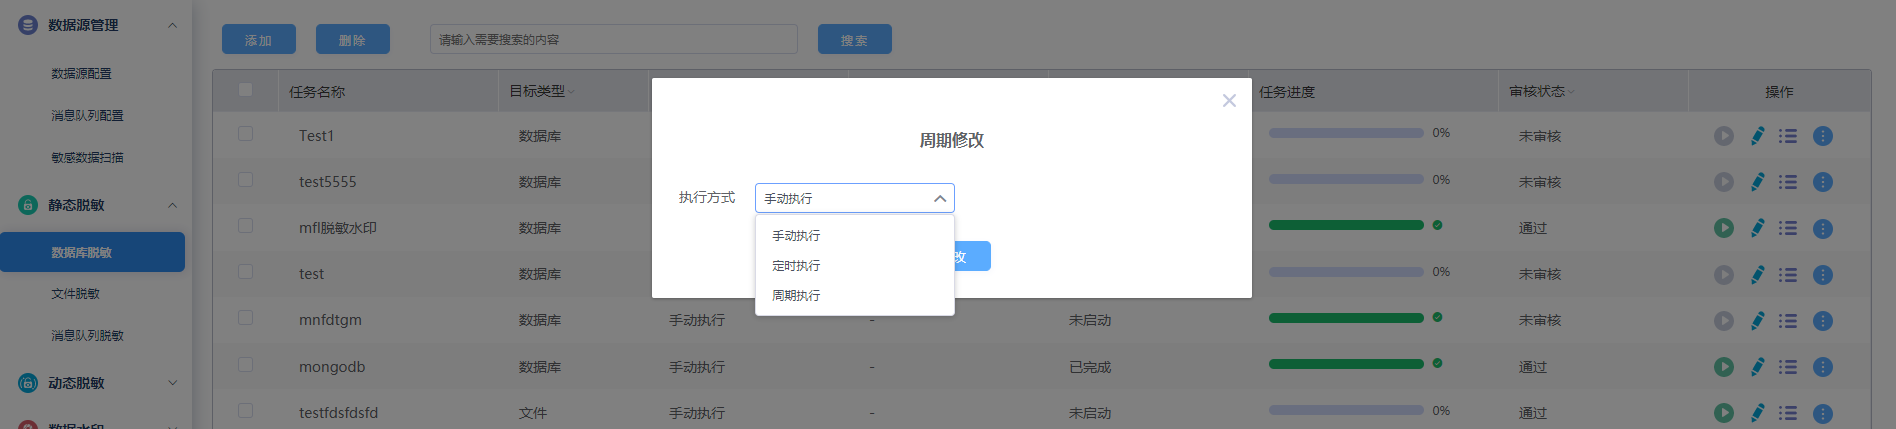 数据源管理
数据源配置
消息队列配置
敏感数据扫描
静态脱敏
数据库脱敏
文件脱敏
消息队列脱敏
动态脱敏
数据水印
添加 删除 请输入需要搜索的内容 搜索
任务名称 目标类型 任务进度 审核状态 操作
Test1 数据库 0% 未审核
test5555 数据库 0% 未审核
mfl脱敏水印 数据库 通过
test 数据库 0% 未审核
mnfdtgm 数据库 手动执行 - 未启动 未审核
mongodb 数据库 手动执行 - 已完成 通过
testfdsfdsfd 文件 手动执行 - 未启动 0% 通过
周期修改
执行方式 手动执行
手动执行
定时执行
周期执行
改